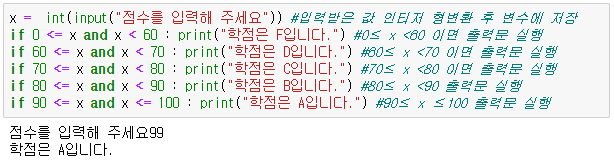 x =  int(input("점수를 입력해 주세요")) #입력받은 값 인티저 형변환 후 변수에 저장
if 0 <= x and x < 60 : print("학점은 F입니다.") #0≤ x <60 이면 출력문 실행
if 60 <= x and x < 70 : print("학점은 D입니다.") #60≤ x <70 이면 출력문 실행
if 70 <= x and x < 80 : print("학점은 C입니다.") #70≤ x <80 이면 출력문 실행
if 80 <= x and x < 90 : print("학점은 B입니다.") #80≤ x <90 이면 출력문 실행
if 90 <= x and x <= 100 : print("학점은 A입니다.") #90≤ x ≤100 출력문 실행
점수를 입력해 주세요99
학점은 A입니다.